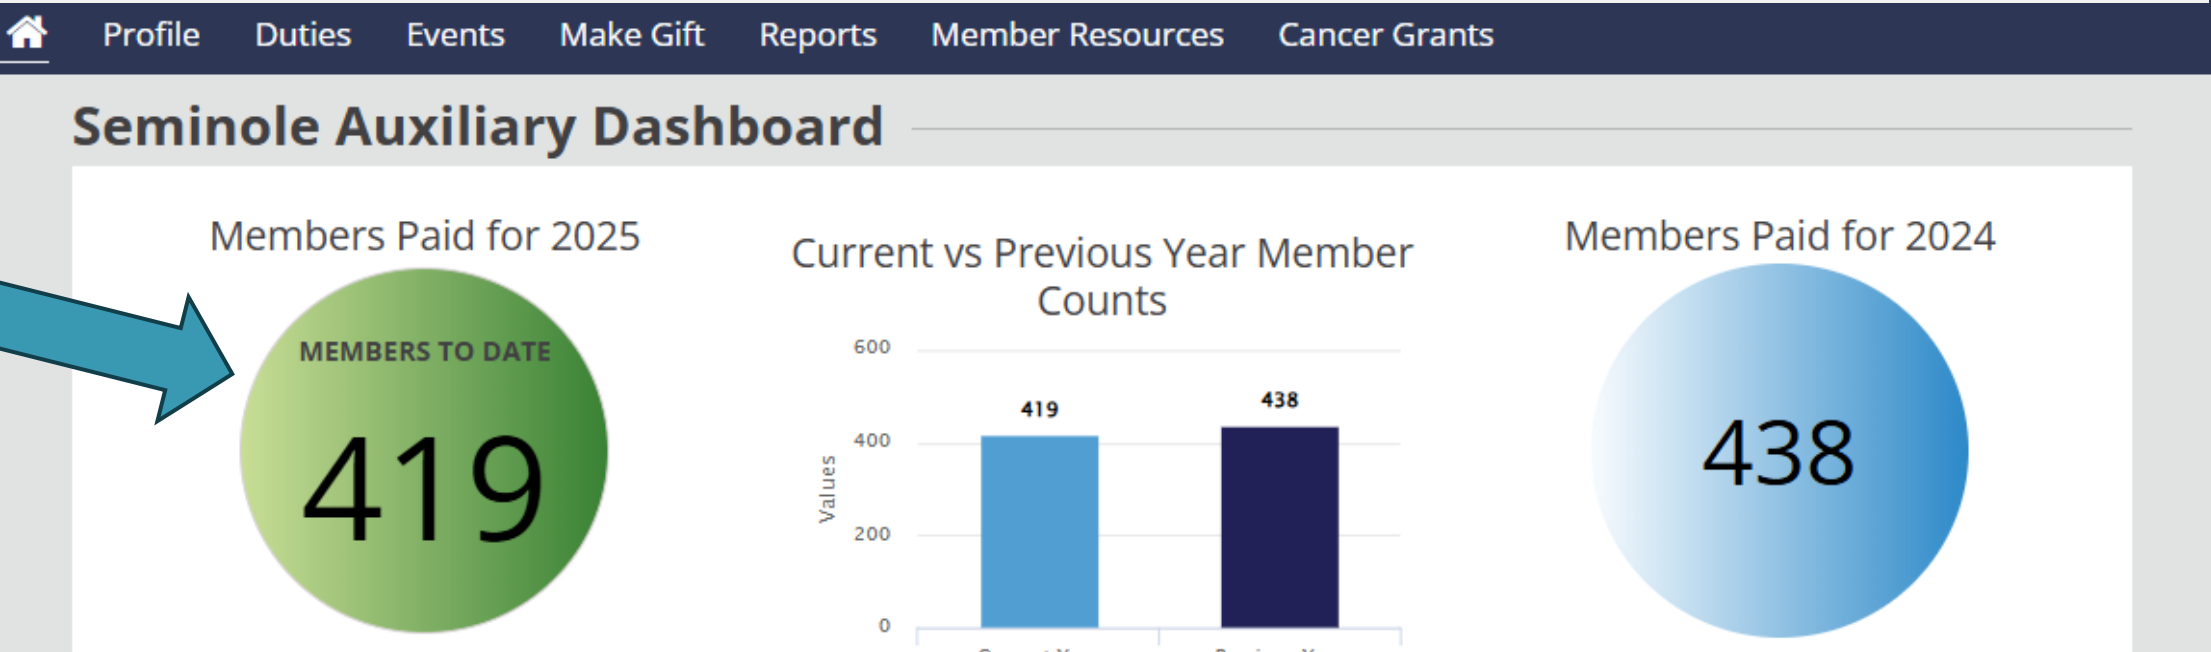 Profile Duties Events Make Gift Reports Member Resources Cancer Grants
Seminole Auxiliary Dashboard
Members Paid for 2025
MEMBERS TO DATE
419
Current vs Previous Year Member
Counts
600
419
438
400
Values
200
0
Members Paid for 2024
438